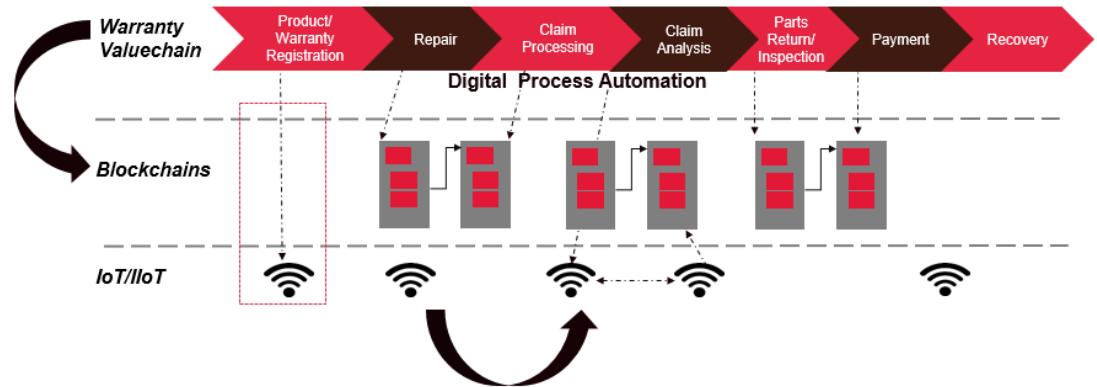 Warranty
Valuechain
Product/
Warranty
Registration
Repair
Claim
Processing
Claim
Analysis
Parts
Return/
Inspection
Payment
Recovery
Digital Process Automation
Blockchains
IoT/IIoT